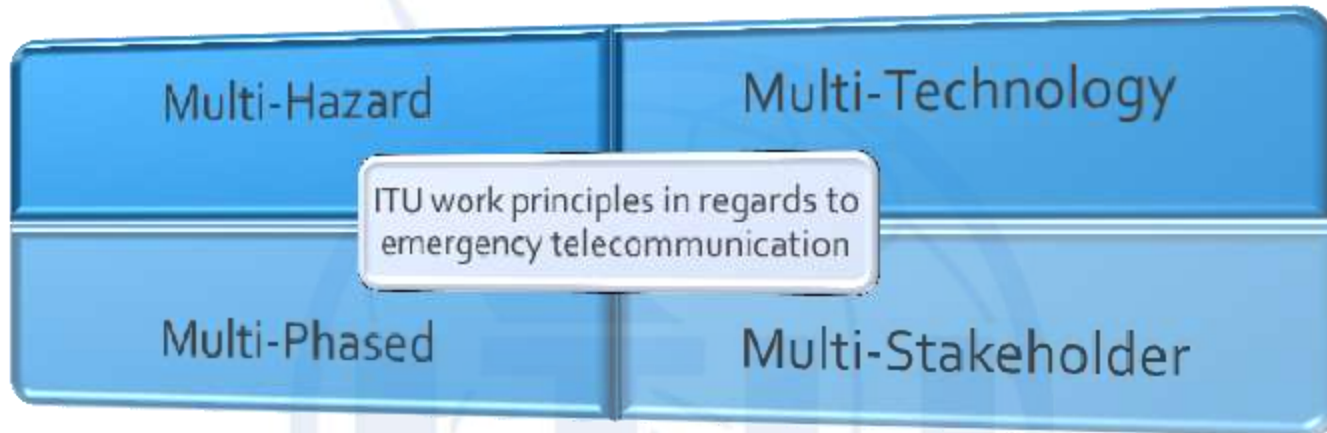 Multi-Hazard
Multi-Technology
ITU work principles in regards to
emergency telecommunication
Multi-Phased
Multi-Stakeholder